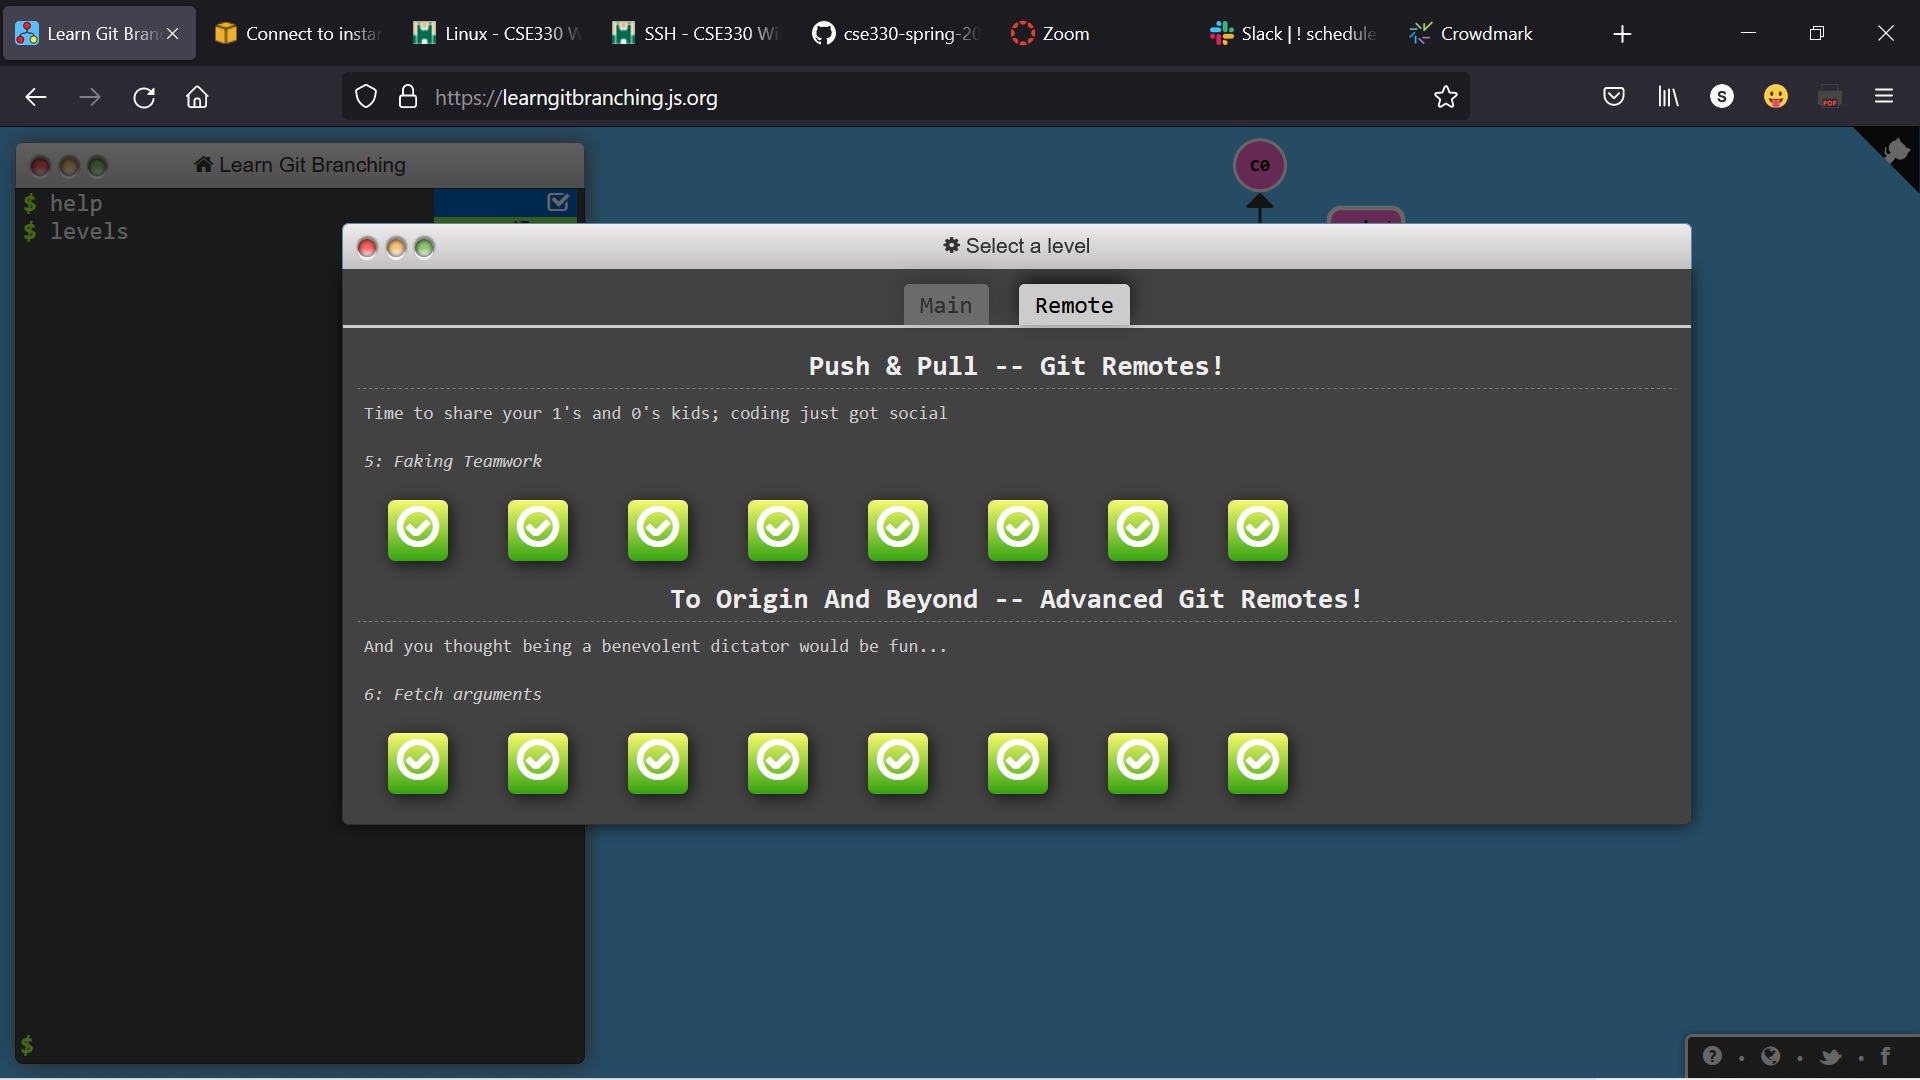 Learn Git Bran
Connect to instan
Linux - CSE330 W
SSH - CSE330 Wi
cse330-spring-20
Zoom
Slack | ! schedule
Crowdmark
https://learngitbranching.js.org
S
PDF
Learn Git Branching
C0
$ help
$ levels
Select a level
Main
Remote
Push & Pull -- Git Remotes!
Time to share your 1's and 0's kids; coding just got social
5: Faking Teamwork
To Origin And Beyond -- Advanced Git Remotes!
And you thought being a benevolent dictator would be fun...
6: Fetch arguments
$